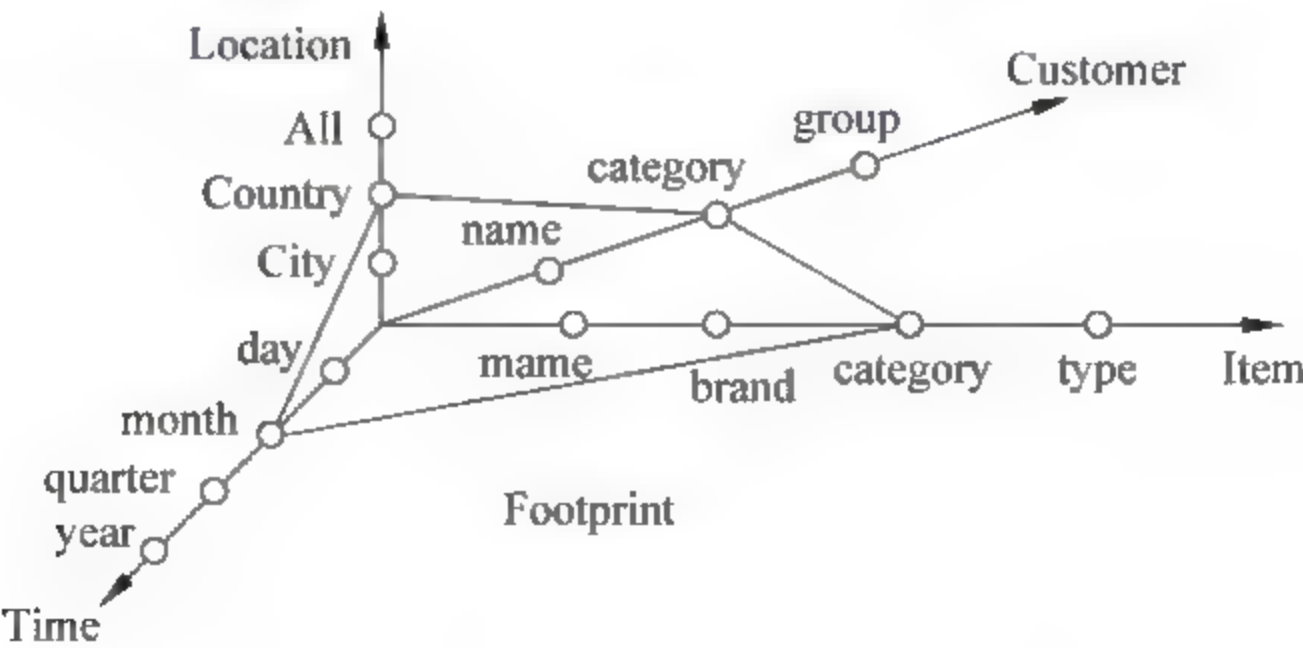 Location
Customer
All
group
category
Country
name
City
day
mame
brand
category
type
Item
month
quarter
Footprint
year
Time